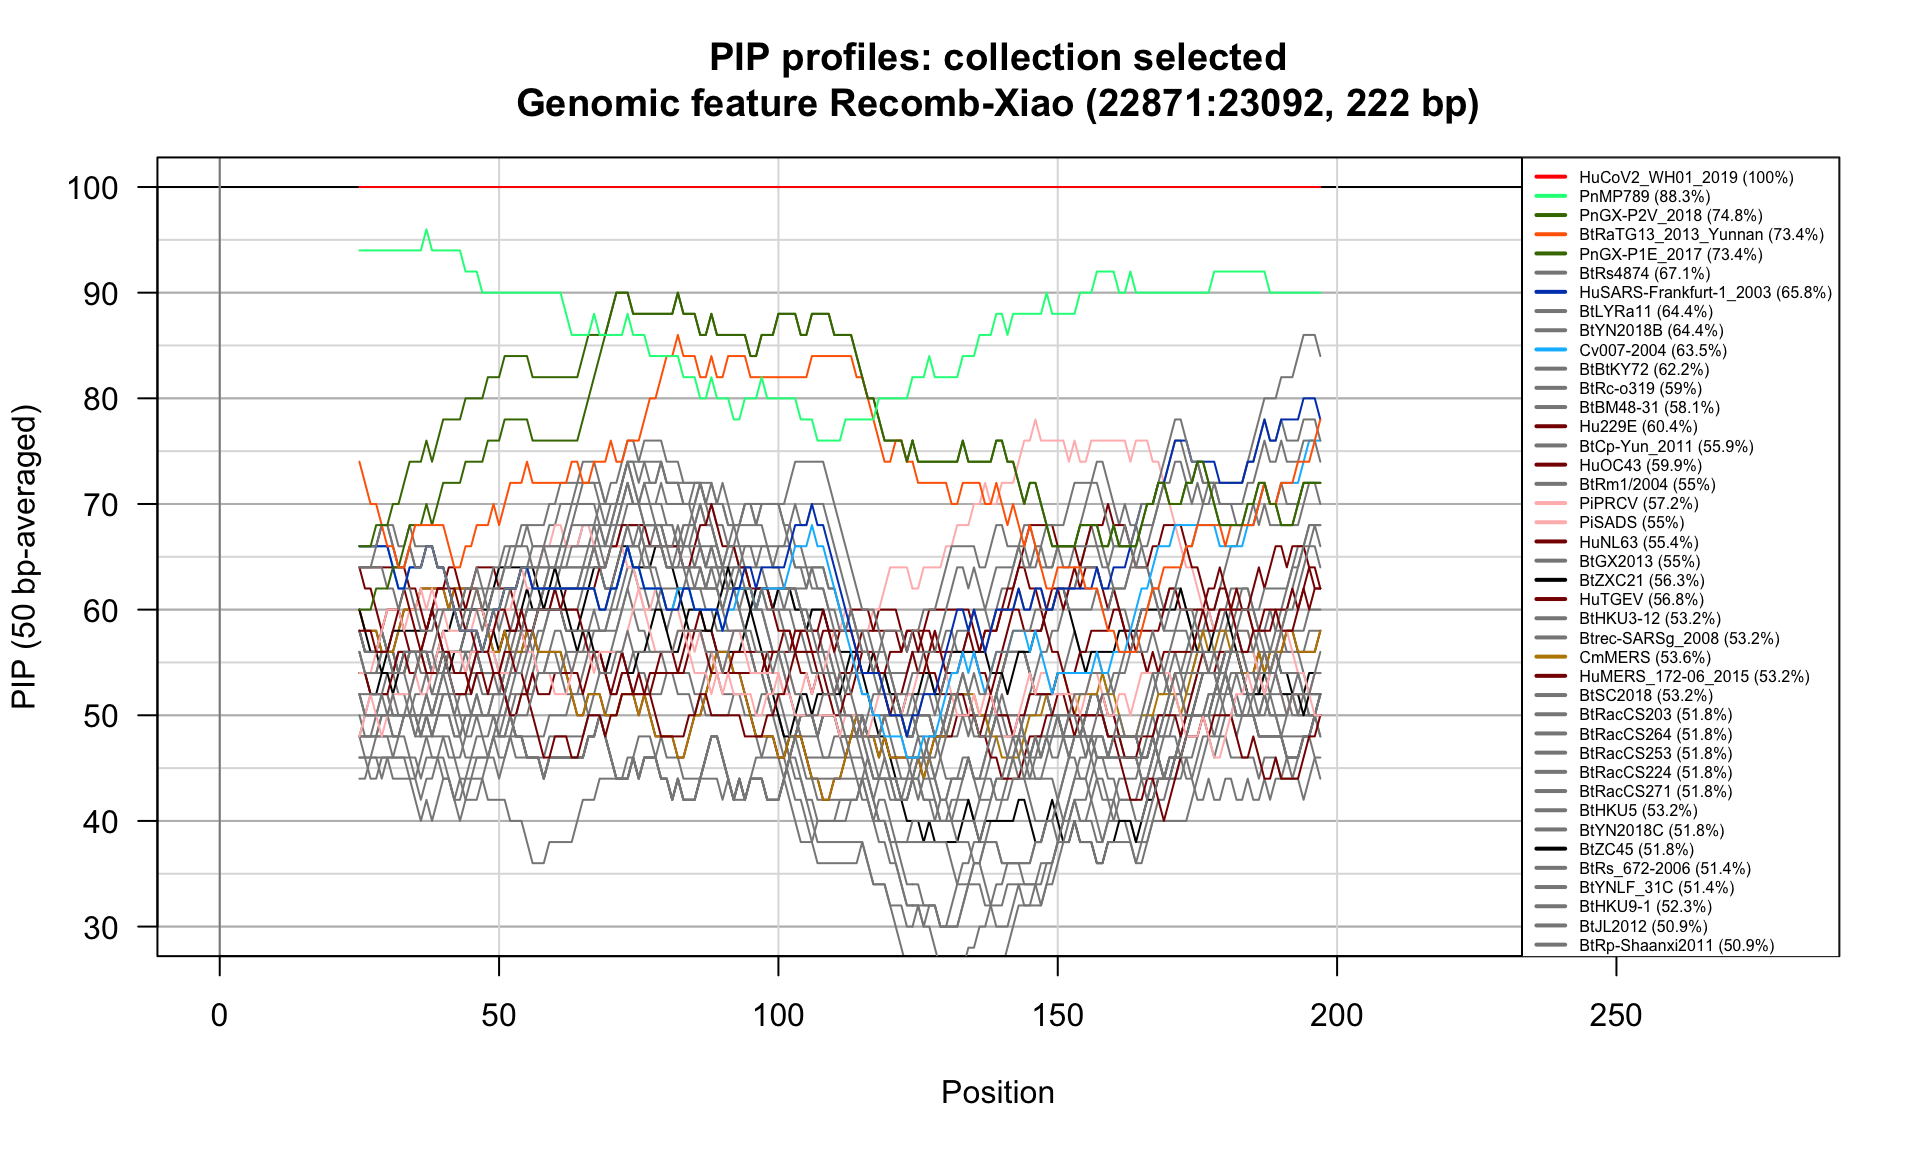 PIP profiles: collection selected
Genomic feature Recomb-Xiao (22871:23092, 222 bp)
PIP (50 bp-averaged)
100
90
80
70
60
50
40
30
HuCoV2_WH01_2019 (100%)
PnMP789 (88.3%)
PnGX-P2V_2018 (74.8%)
BtRaTG13_2013_Yunnan (73.4%)
PnGX-P1E_2017 (73.4%)
BtRs4874 (67.1%)
HuSARS-Frankfurt-1_2003 (65.8%)
BtLYRa11 (64.4%)
BtYN2018B (64.4%)
Cv007-2004 (63.5%)
BtBtKY72 (62.2%)
BtRc-o319 (59%)
BtBM48-31 (58.1%)
Hu229E (60.4%)
BtCp-Yun_2011 (55.9%)
HuOC43 (59.9%)
BtRm1/2004 (55%)
PiPRCV (57.2%)
PiSADS (55%)
HuNL63 (55.4%)
BtGX2013 (55%)
BtZXC21 (56.3%)
HuTGEV (56.8%)
BtHKU3-12 (53.2%)
Btrec-SARSg_2008 (53.2%)
CmMERS (53.6%)
HuMERS_172-06_2015 (53.2%)
BtSC2018 (53.2%)
BtRacCS203 (51.8%)
BtRacCS264 (51.8%)
BtRacCS253 (51.8%)
BtRacCS224 (51.8%)
BtRacCS271 (51.8%)
BtHKU5 (53.2%)
BtYN2018C (51.8%)
BtZC45 (51.8%)
BtRs_672-2006 (51.4%)
BtYNLF_31C (51.4%)
BtHKU9-1 (52.3%)
BtJL2012 (50.9%)
BtRp-Shaanxi2011 (50.9%)
0
50
100
150
200
250
Position